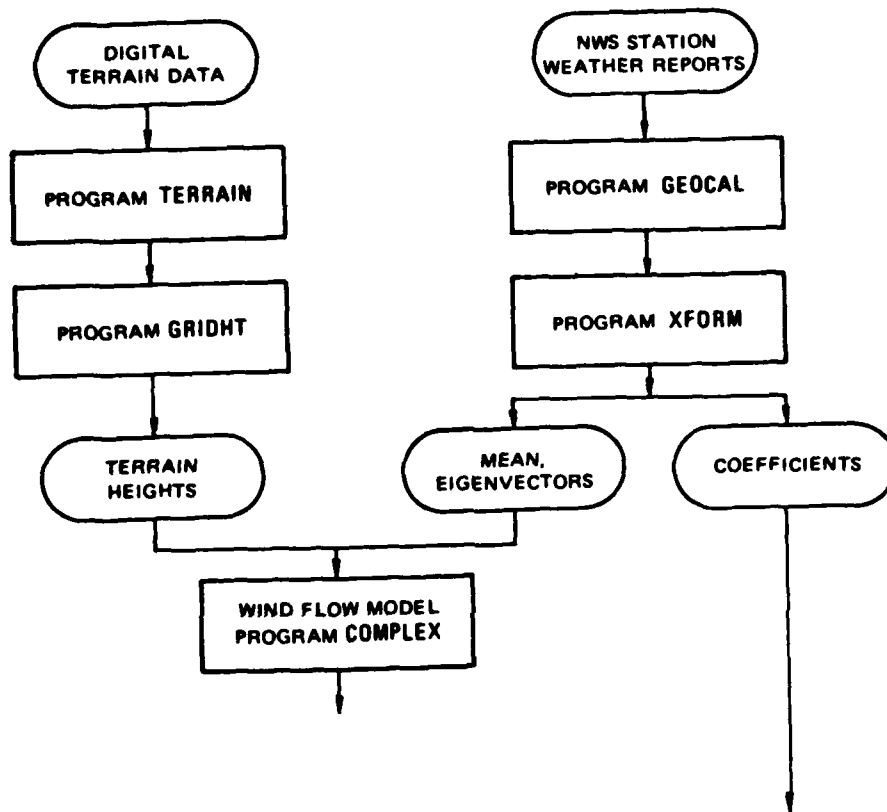 DIGITAL
TERRAIN DATA
NWS STATION
WEATHER REPORTS
PROGRAM TERRAIN
PROGRAM GEOCAL
PROGRAM GRIDHT
PROGRAM XFORM
TERRAIN
HEIGHTS
MEAN,
EIGENVECTORS
COEFFICIENTS
WIND FLOW MODEL
PROGRAM COMPLEX